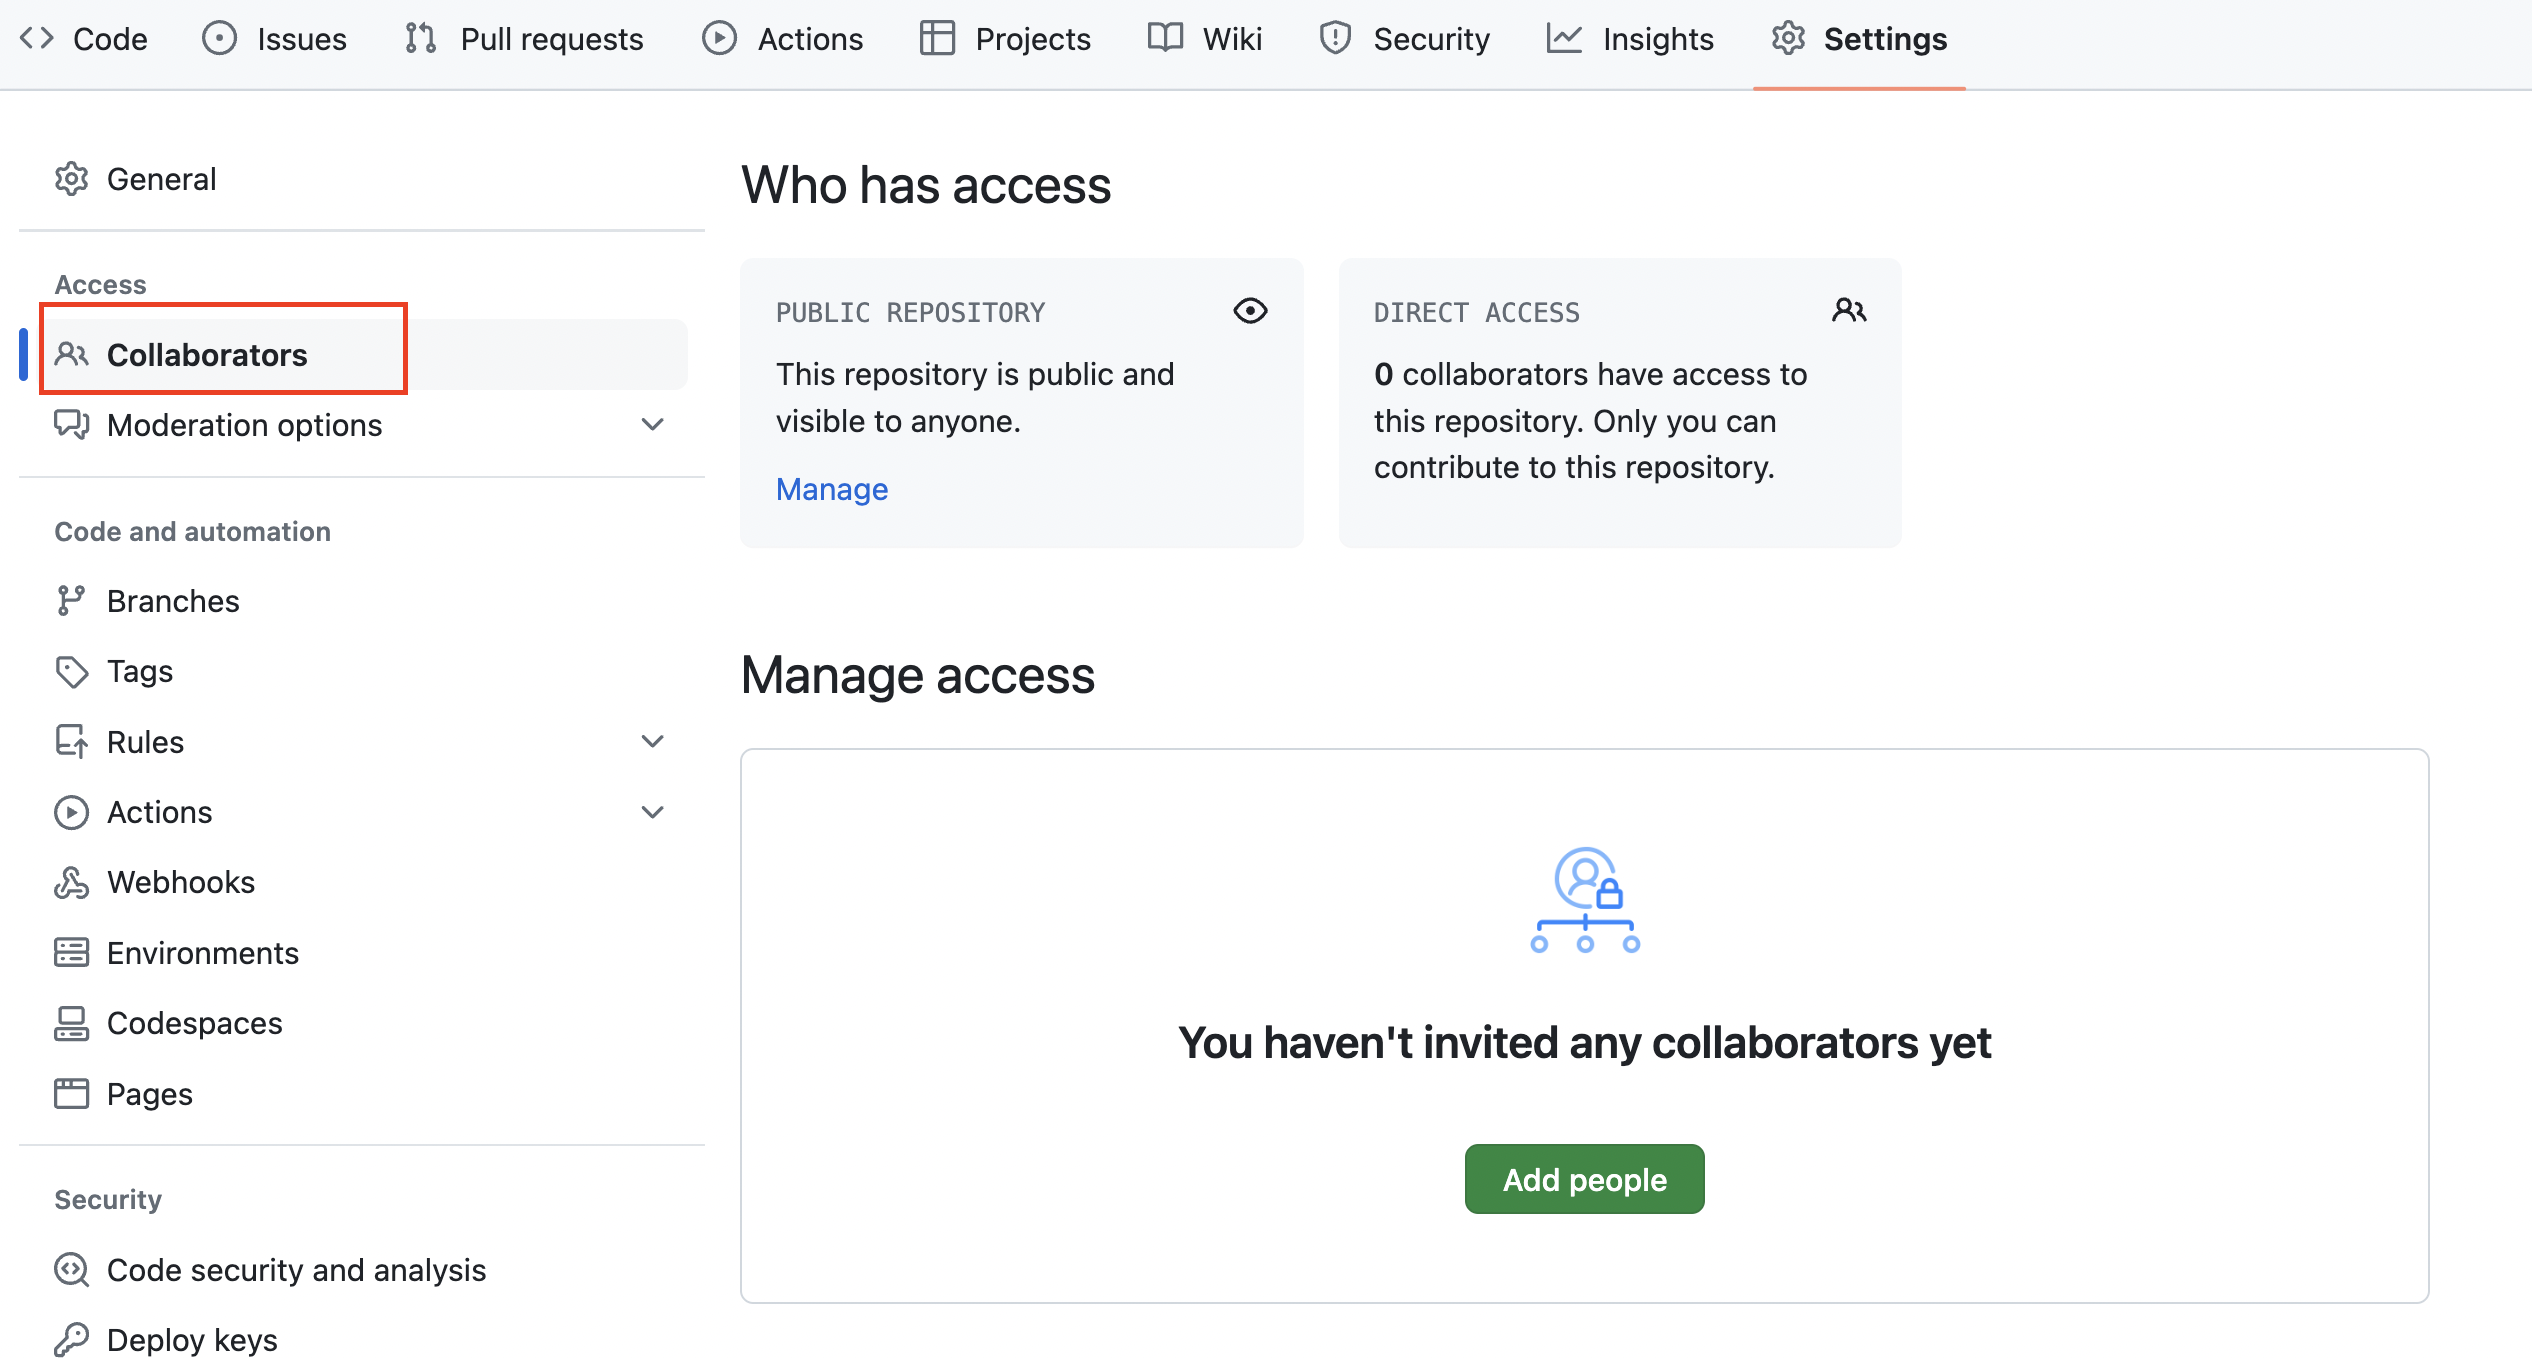 Code Issues Pull requests Actions Projects Wiki Security Insights Settings
General
Access
Collaborators
Moderation options
Code and automation
Branches
Tags
Rules
Actions
Webhooks
Environments
Codespaces
Pages
Security
Code security and analysis
Deploy keys
Who has access
PUBLIC REPOSITORY
This repository is public and
visible to anyone.
Manage
DIRECT ACCESS
0 collaborators have access to
this repository. Only you can
contribute to this repository.
Manage access
You haven't invited any collaborators yet
Add people